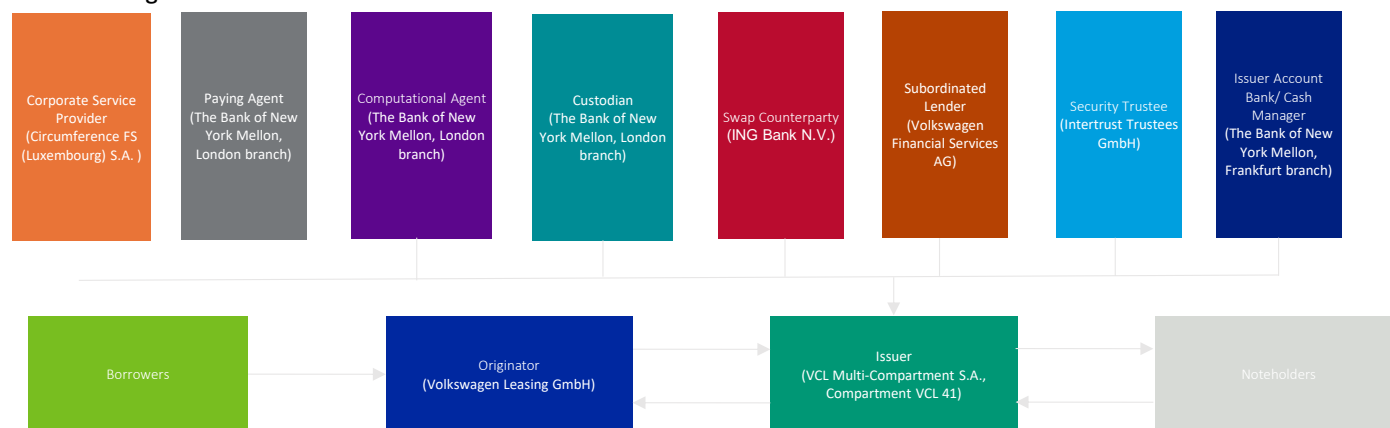 Corporate Service
Provider
(Circumference FS
(Luxembourg) S.A. )
Paying Agent
(The Bank of New
York Mellon,
London branch)
Computational Agent
(The Bank of New
York Mellon, London
branch)
Custodian
(The Bank of New
York Mellon, London
branch)
Swap Counterparty
(ING Bank N.V.)
Subordinated
Lender
(Volkswagen
Financial Services
AG)
Security Trustee
(Intertrust Trustees
GmbH)
Issuer Account
Bank/ Cash
Manager
(The Bank of New
York Mellon,
Frankfurt branch)
Borrowers
Originator
(Volkswagen Leasing GmbH)
Issuer
(VCL Multi-Compartment S.A.,
Compartment VCL 41)
Noteholders